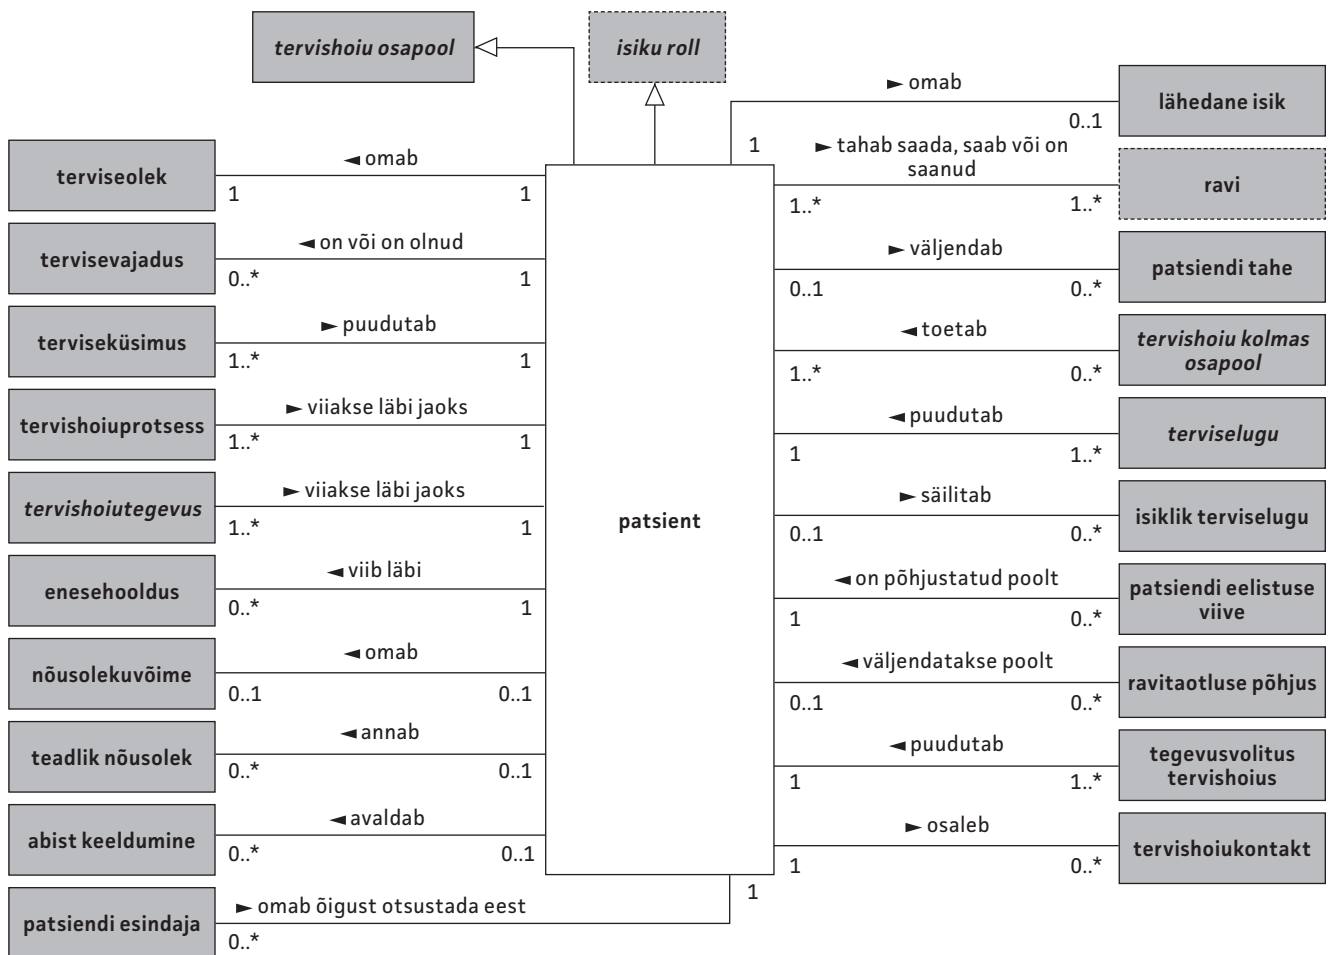 tervishoiu osapool
isiku roll
► omab
lähedane isik
0..1
1
◄ omab
terviseolek
1
1
► tahab saada, saab või on
saanud
ravi
1..*
1..*
◄ on või on olnud
tervisevajadus
0..*
1
► väljendab
patsiendi tahe
0..1
0..*
► puudutab
terviseküsimus
1..*
1
◄ toetab
tervishoiu kolmas
osapool
1..*
0..*
► viiakse läbi jaoks
tervishoiuprotsess
1..*
1
◄ puudutab
terviselugu
1
1..*
► viiakse läbi jaoks
tervishoiutegevus
1..*
1
patsient
► säilitab
isiklik terviselugu
0..1
0..*
◄ viib läbi
enesehooldus
0..*
1
◄ on põhjustatud poolt
patsiendi eelistuse
viive
1
0..*
◄ omab
nõusolekuvõime
0..1
0..1
◄ väljendatakse poolt
ravitaotluse põhjus
0..1
0..*
◄ annab
teadlik nõusolek
0..*
0..1
◄ puudutab
tegevusvolitus
tervishoius
1
1..*
◄ avaldab
abist keeldumine
0..*
0..1
► osaleb
tervishoiukontakt
1
0..*
► omab õigust otsustada eest
patsiendi esindaja
0..*
1